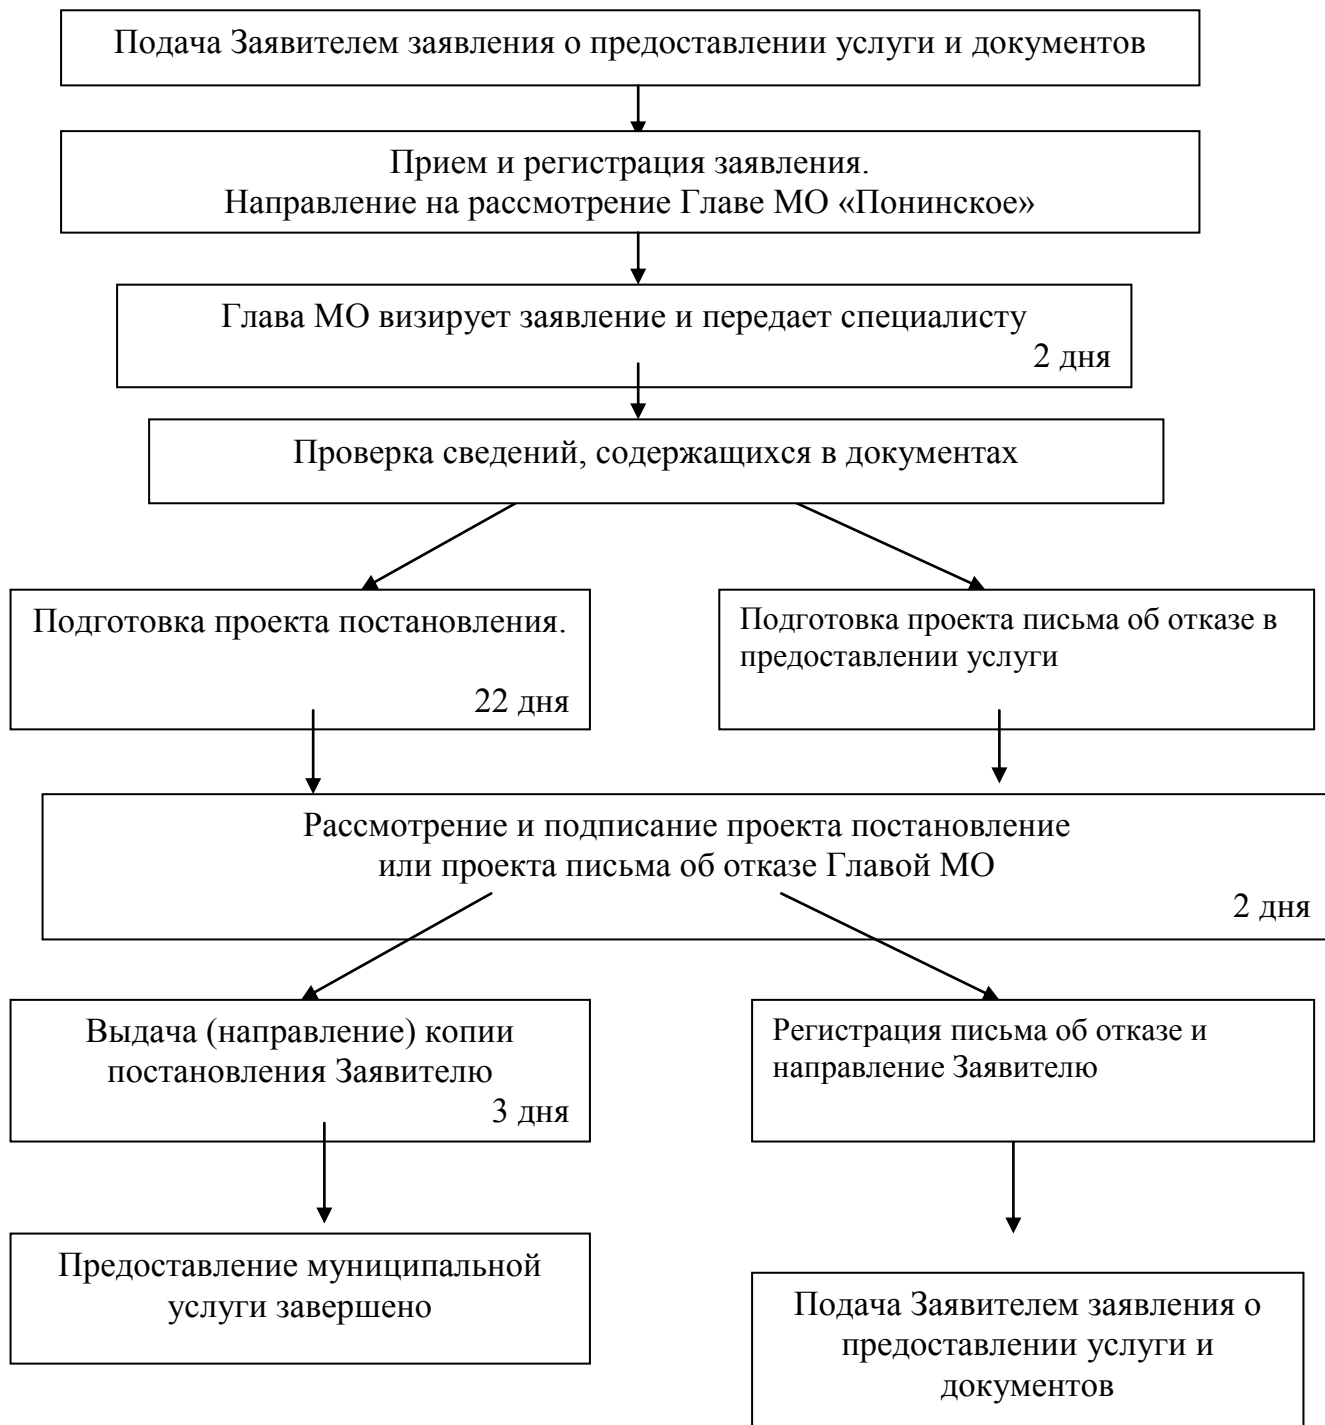 Подача Заявителем заявления о предоставлении услуги и документов
Прием и регистрация заявления.
Направление на рассмотрение Главе МО «Понинское»
Глава МО визирует заявление и передает специалисту
2 дня
Проверка сведений, содержащихся в документах
Подготовка проекта постановления.
22 дня
Подготовка проекта письма об отказе в
предоставлении услуги
Рассмотрение и подписание проекта постановление
или проекта письма об отказе Главой МО
2 дня
Выдача (направление) копии
постановления Заявителю
3 дня
Регистрация письма об отказе и
направление Заявителю
Предоставление муниципальной
услуги завершено
Подача Заявителем заявления о
предоставлении услуги и
документов